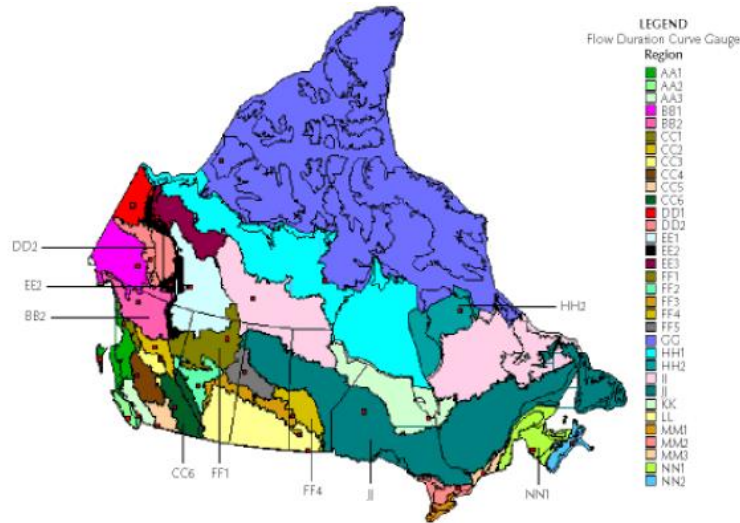 LEGEND
Flow Duration Curve Gauge
Region
AA1
AA2
AA3
BB1
BB2
CC1
CC2
CC3
CC4
CC5
CC6
DD1
DD2
EE1
EE2
EE3
FF1
FF2
FF3
FF4
FF5
GG
HH1
HH2
II
JJ
KK
LL
MM1
MM2
MM3
NN1
NN2
DD2
EE2
BB2
HH2
CC6
FF1
FF4
JJ
NN1